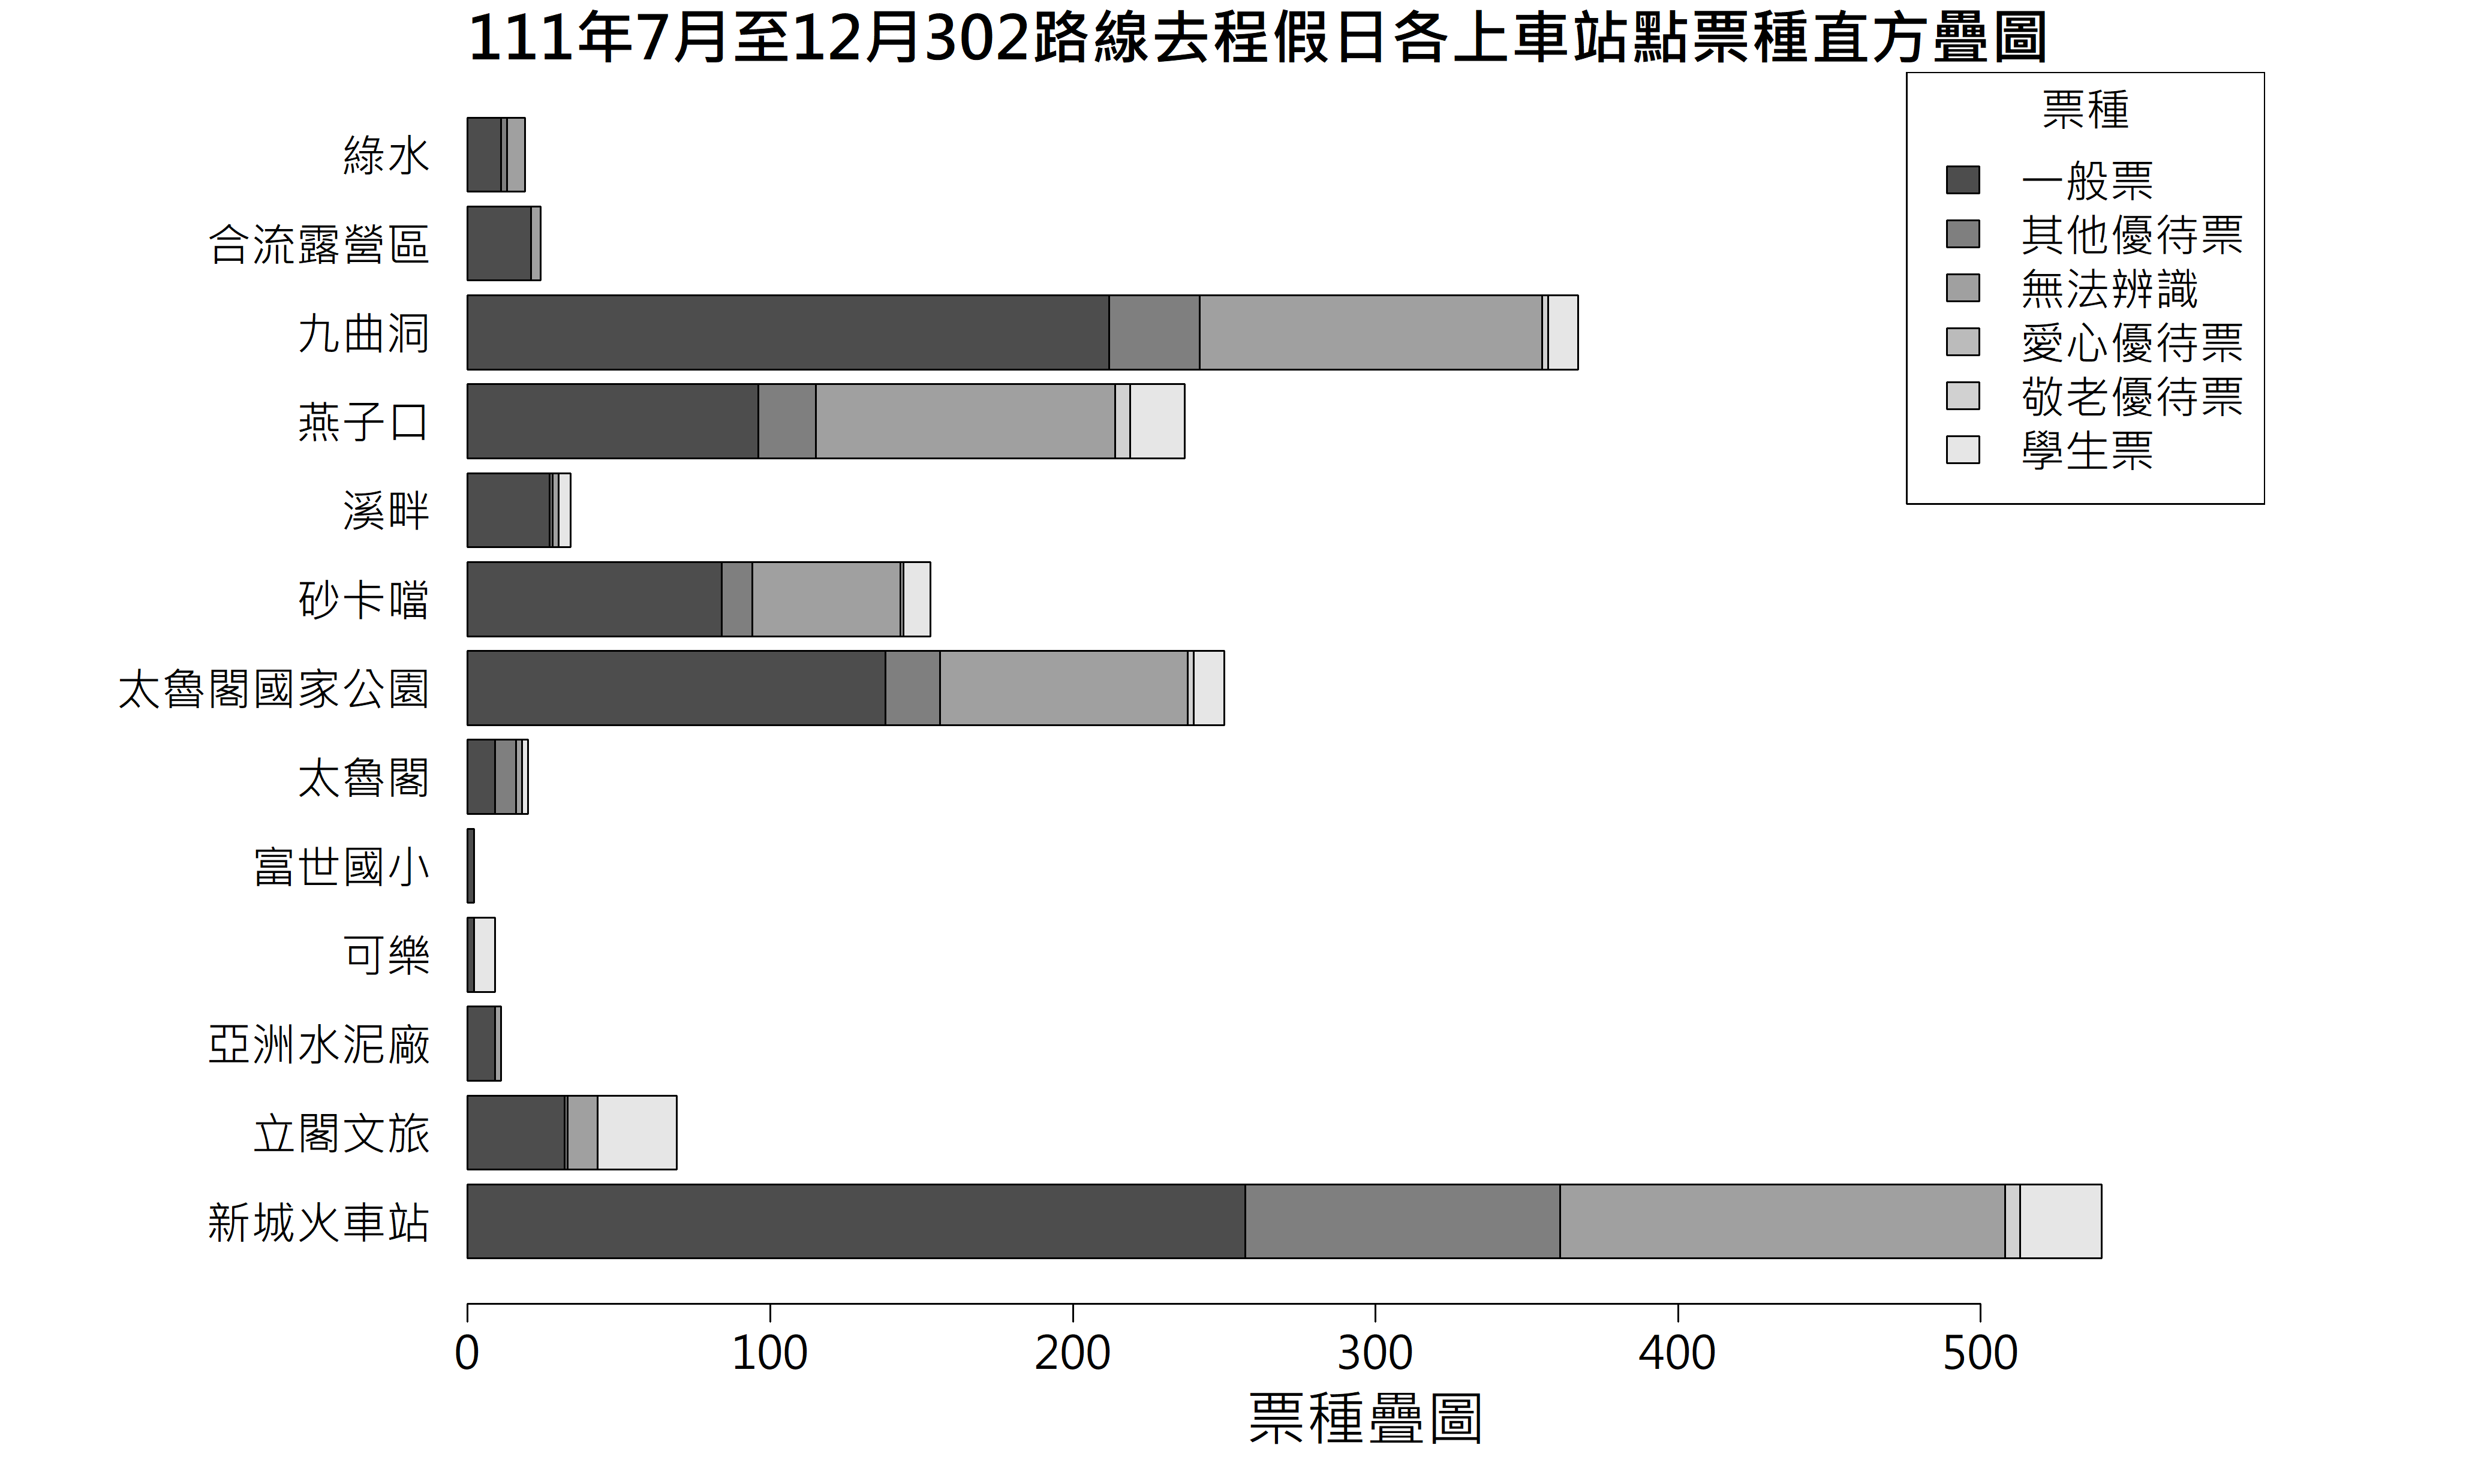 111年7月至12月302路線去程假日各上車站點票種直方疊圖
票種
一般票
其他優待票
無法辨識
愛心優待票
敬老優待票
學生票
綠水
合流露營區
九曲洞
燕子口
溪畔
砂卡噹
太魯閣國家公園
太魯閣
富世國小
可樂
亞洲水泥廠
立閣文旅
新城火車站
0 100 200 300 400 500
票種疊圖